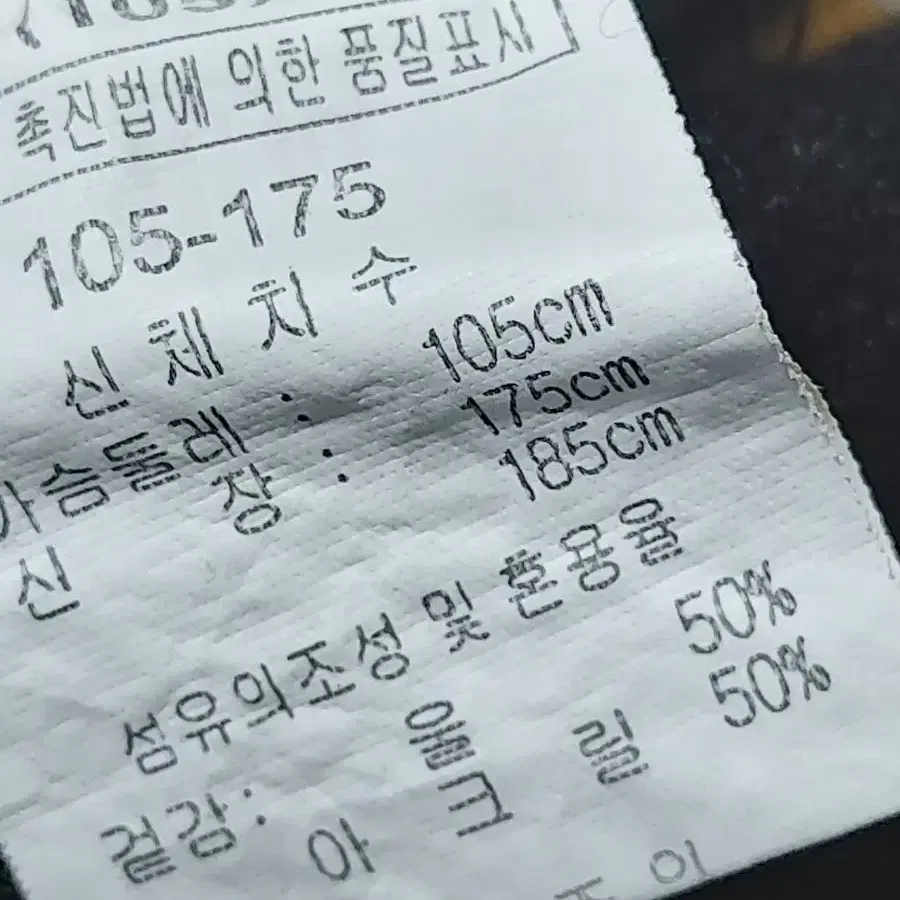 촉진법에 의한 품질표시
105-175
신 체 치 수
가슴둘레 : 105cm
신 장 : 175cm
185cm
섬유의조성 및 혼용율
겉감: 울 50%
아 크 릴 50%